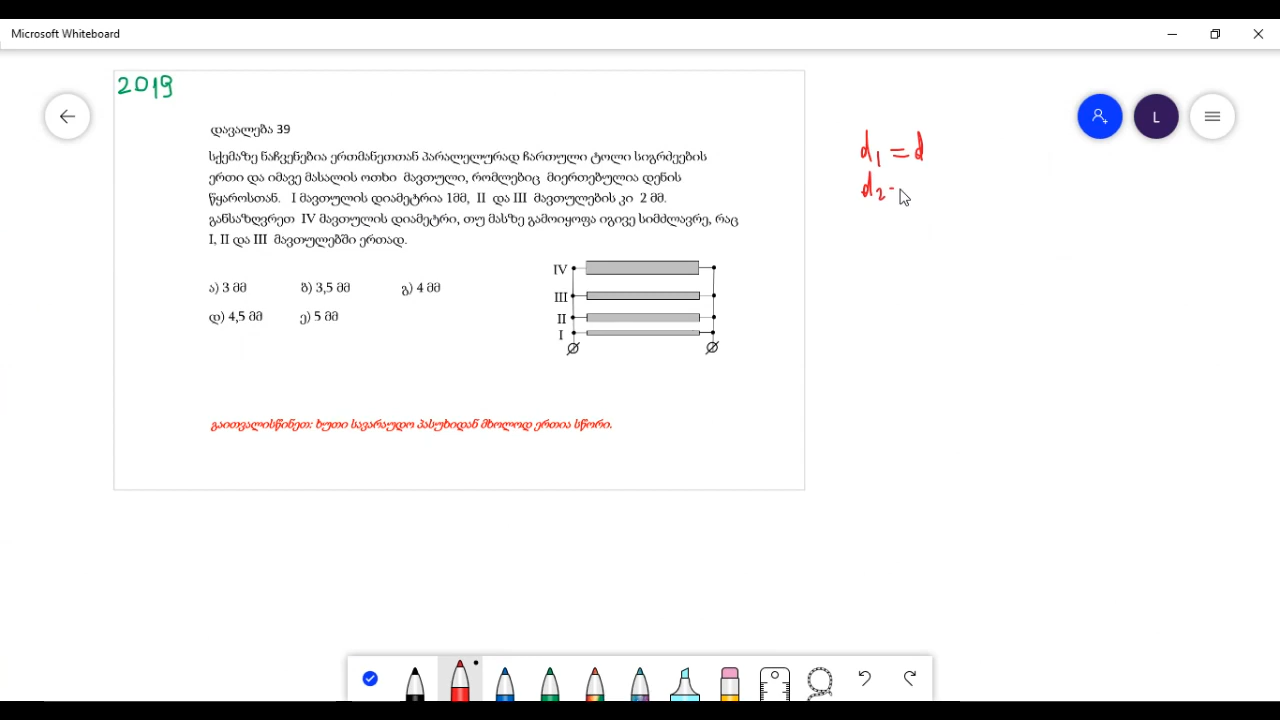 Microsoft Whiteboard
2019
დავალება 39
სქემაზე ნაჩვენებია ერთმანეთთან პარალელურად ჩართული ტოლი სიგრძეების
ერთი და იმავე მასალის ოთხი მავთული, რომლებიც მიერთებულია დენის
წყაროსთან. I მავთულის დიამეტრია 1მმ, II და III მავთულების კი 2 მმ.
განსაზღვრეთ IV მავთულის დიამეტრი, თუ მასზე გამოიყოფა იგივე სიმძლავრე, რაც
I, II და III მავთულებში ერთად.
ა) 3 მმ ბ) 3,5 მმ გ) 4 მმ
დ) 4,5 მმ ე) 5 მმ
IV
III
II
I
გაითვალისწინეთ: ხუთი სავარაუდო პასუხიდან მხოლოდ ერთია სწორი.
d₁ = d
d₂ -
L